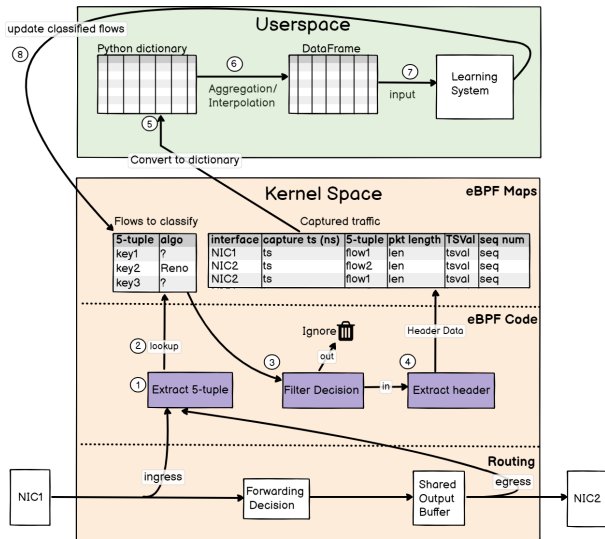 Userspace
update classified flows
8
Python dictionary
DataFrame
6
Aggregation/
Interpolation
7
input
Learning
System
5
Convert to dictionary
Kernel Space
eBPF Maps
Flows to classify
Captured traffic
5-tuple algo
key1 ?
key2 Reno
key3 ?
interface capture ts (ns) 5-tuple pkt length TSVal seq num
NIC1 ts flow1 len tsval seq
NIC2 ts flow2 len tsval seq
NIC2 ts flow1 len tsval seq
eBPF Code
2 lookup
Ignore
out
Header Data
1
Extract 5-tuple
3
Filter Decision
in
4
Extract header
Routing
ingress
egress
NIC1
Forwarding
Decision
Shared
Output
Buffer
NIC2